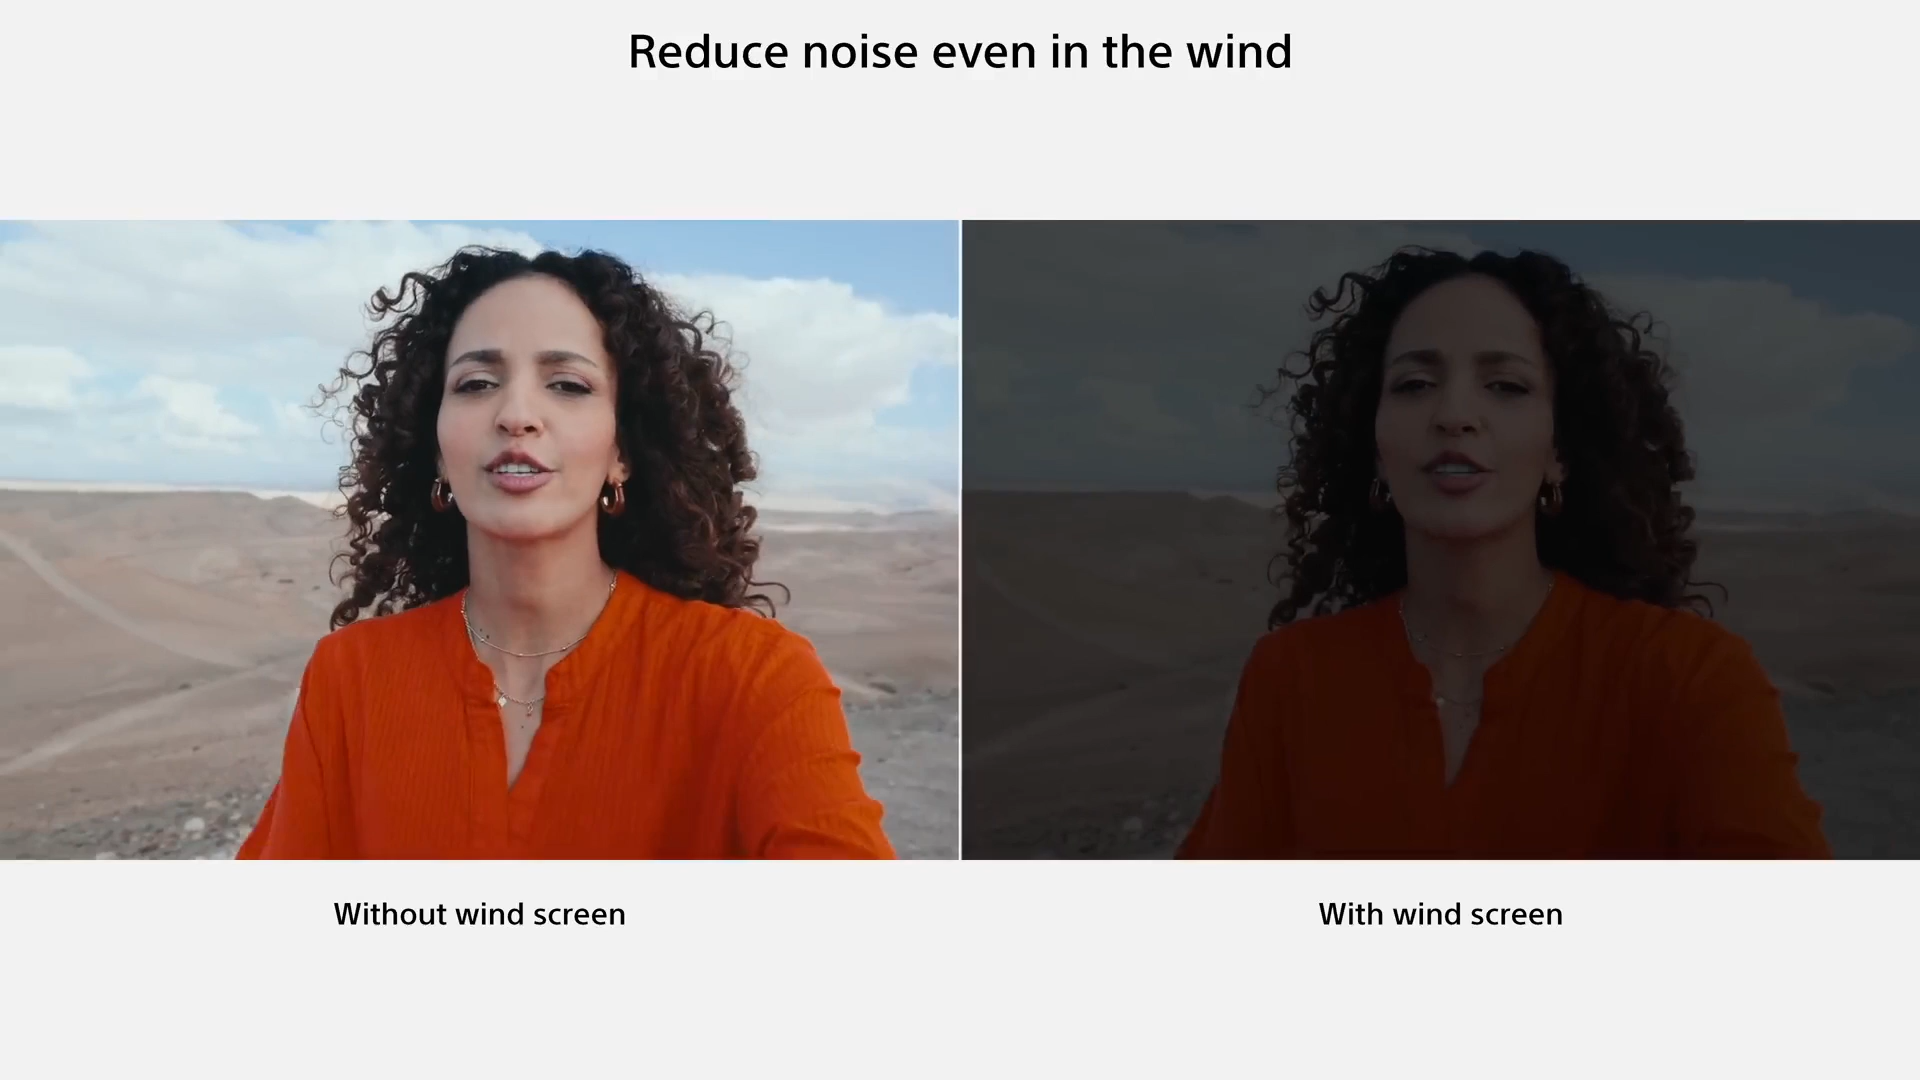 Reduce noise even in the wind
Without wind screen
With wind screen